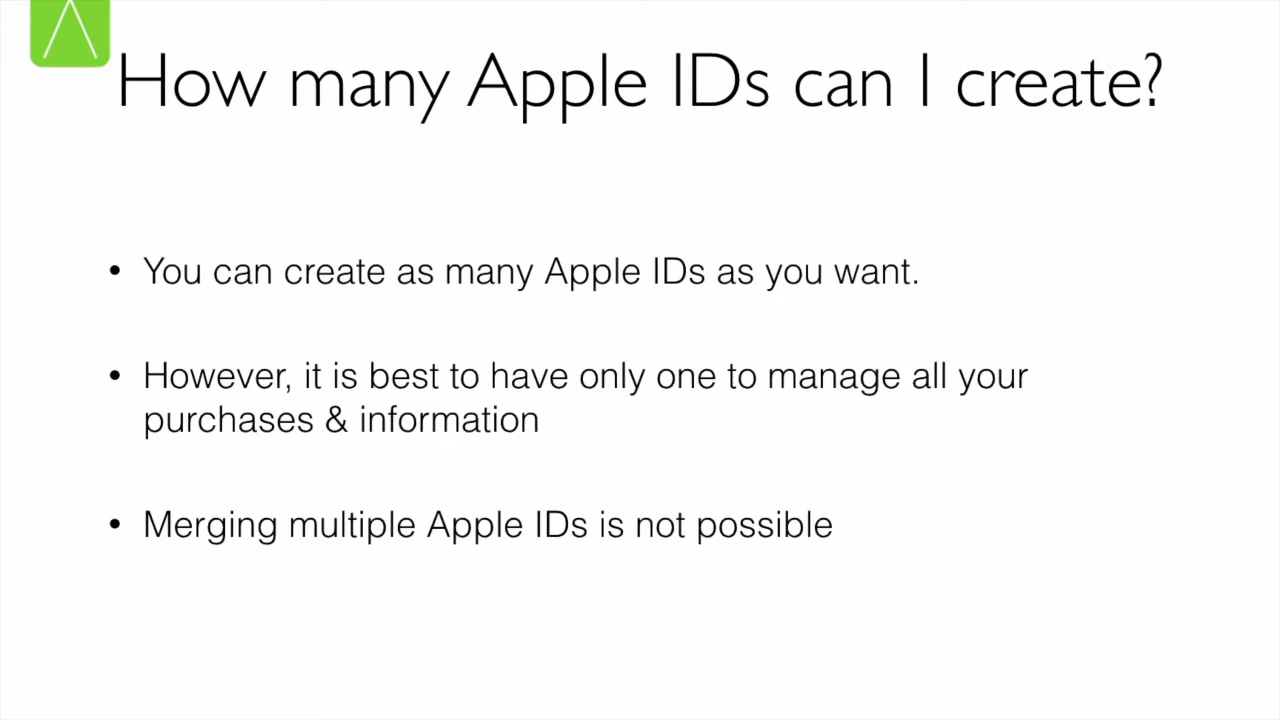 How many Apple IDs can I create?
• You can create as many Apple IDs as you want.
• However, it is best to have only one to manage all your
purchases & information
• Merging multiple Apple IDs is not possible